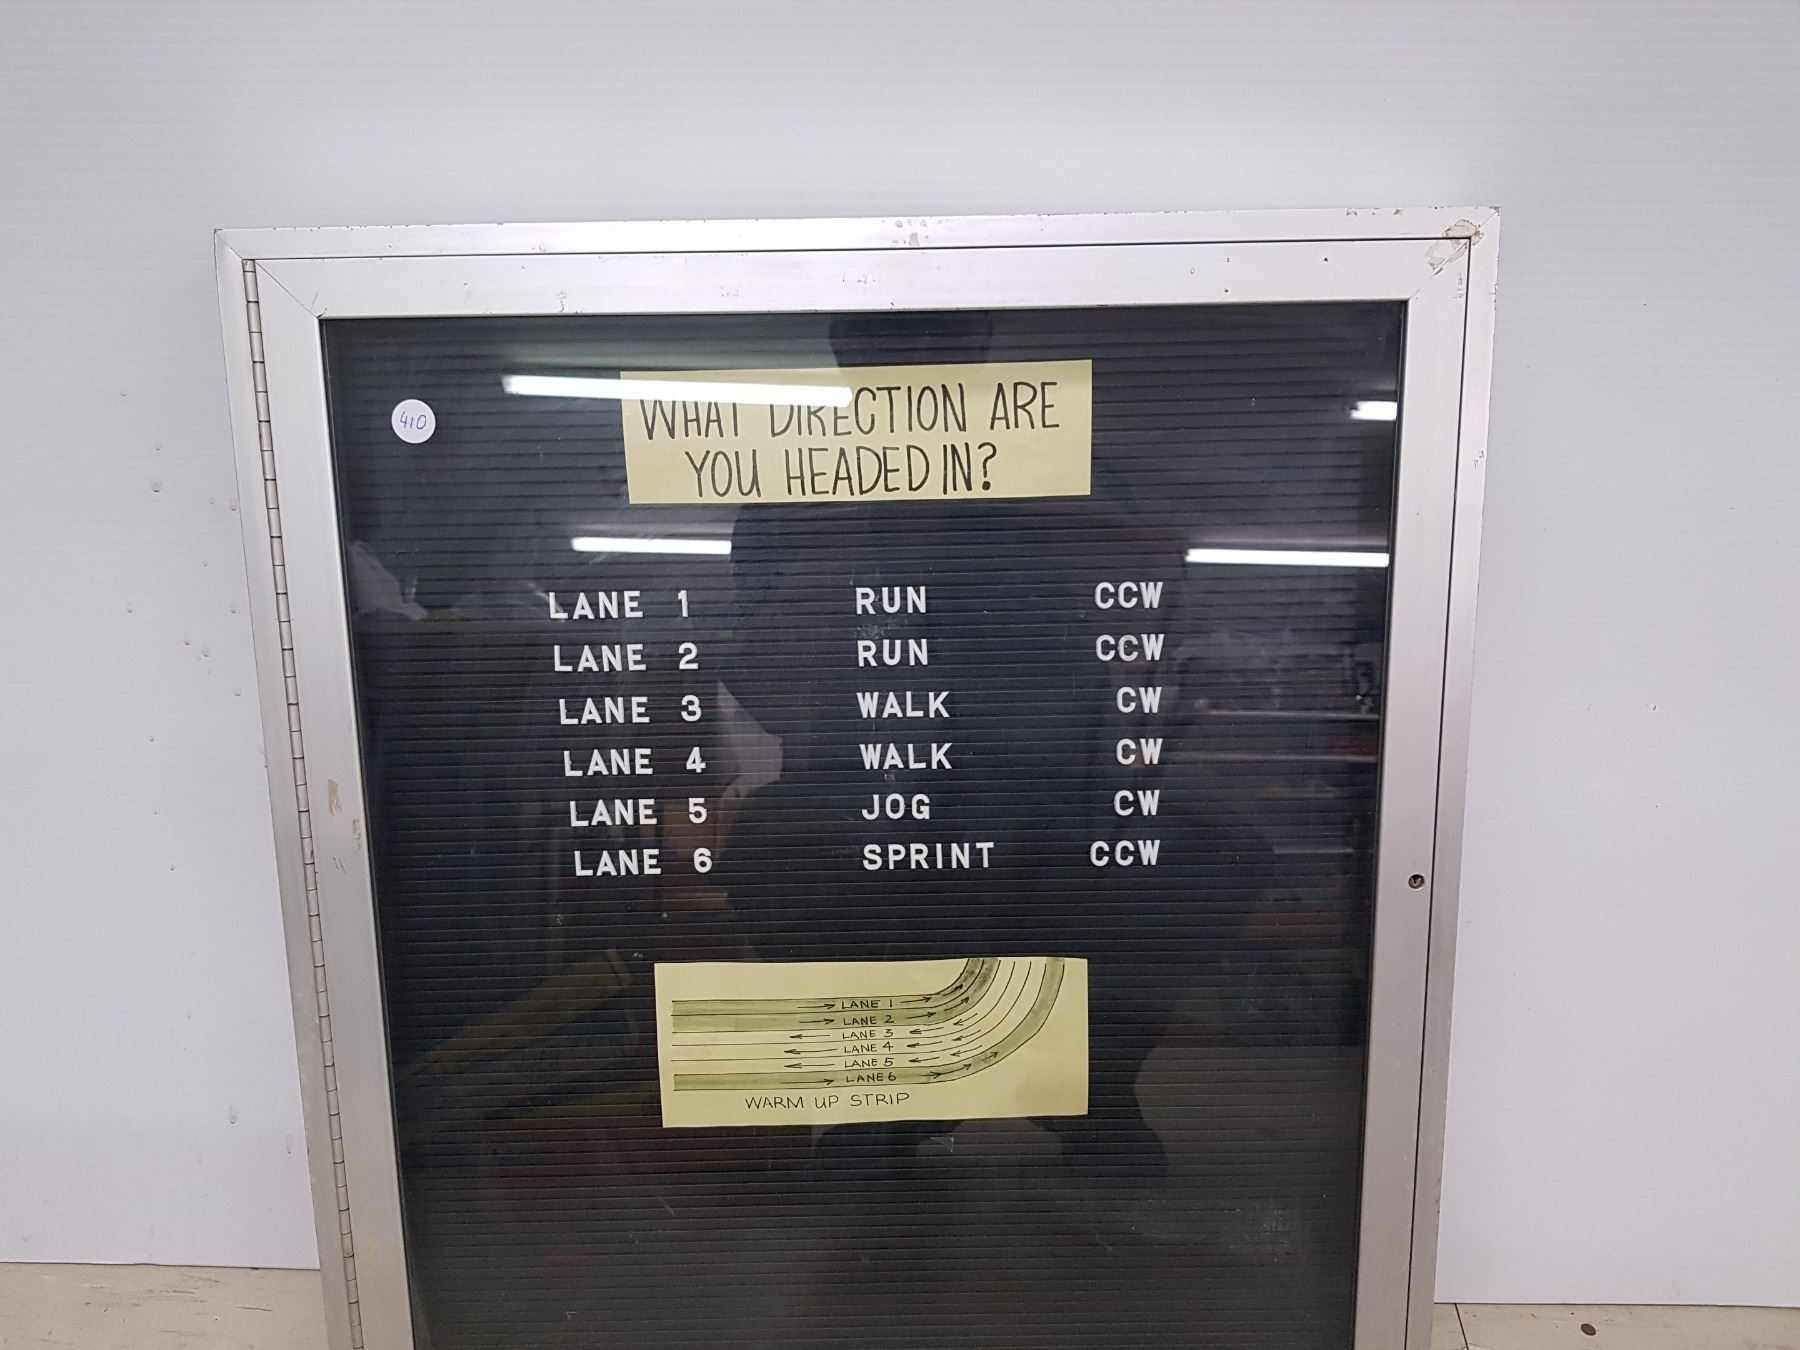 410
WHAT DIRECTION ARE
YOU HEADED IN?
LANE 1 RUN CCW
LANE 2 RUN CCW
LANE 3 WALK CW
LANE 4 WALK CW
LANE 5 JOG CW
LANE 6 SPRINT CCW
LANE 1
LANE 2
LANE 3
LANE 4
LANE 5
LANE 6
WARM UP STRIP